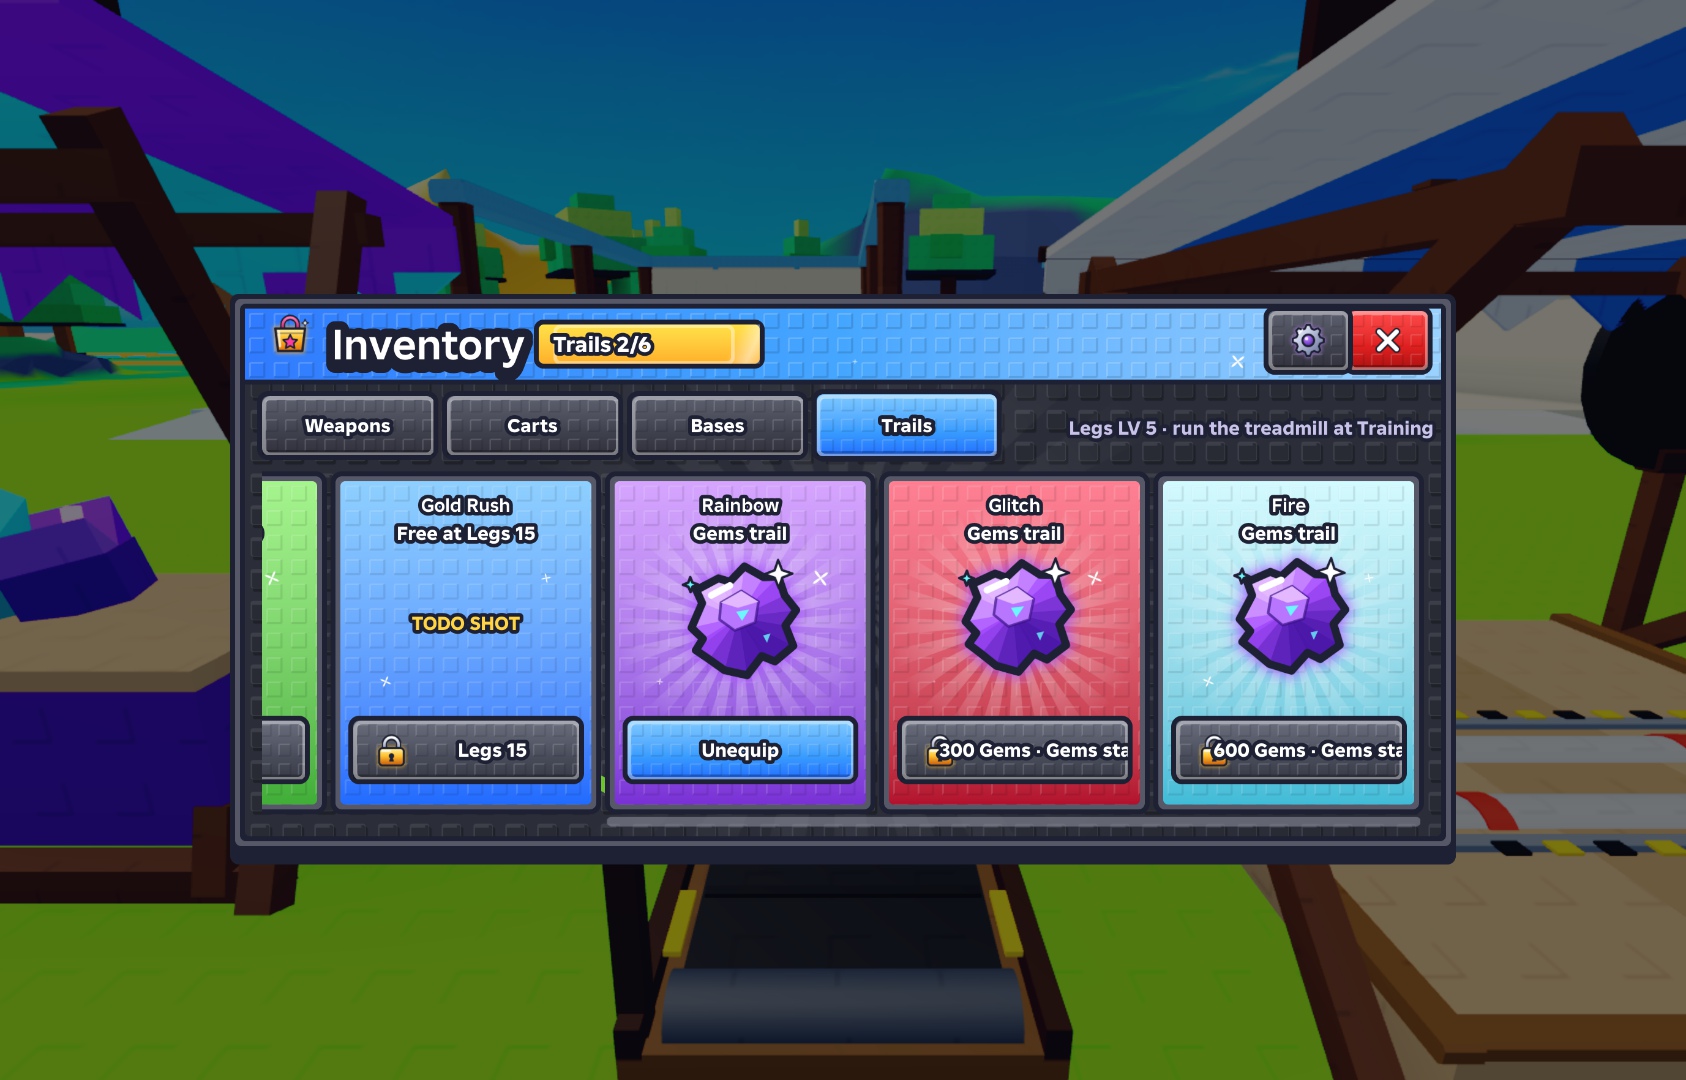 Inventory
Trails 2/6
Weapons
Carts
Bases
Trails
Legs LV 5 · run the treadmill at Training
Gold Rush
Free at Legs 15
TODO SHOT
Legs 15
Rainbow
Gems trail
Unequip
Glitch
Gems trail
300 Gems · Gems sta
Fire
Gems trail
600 Gems · Gems sta